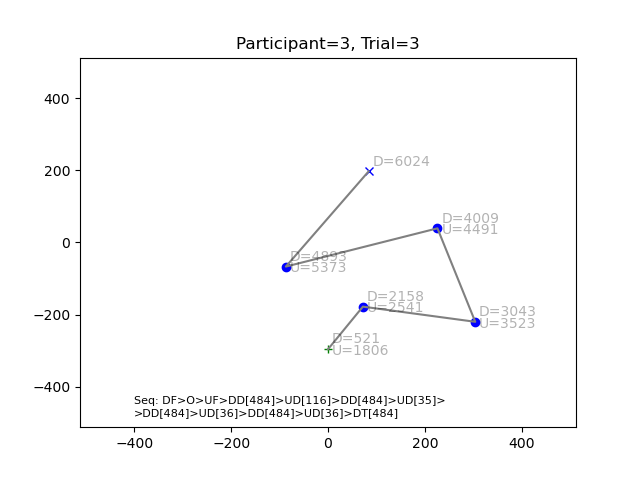 Participant=3, Trial=3
400
200
0
−200
−400
D=6024
D=4009
U=4491
D=4893
U=5373
D=2158
U=2541
D=3043
U=3523
D=521
U=1806
Seq: DF>O>UF>DD[484]>UD[116]>DD[484]>UD[35]>
>DD[484]>UD[36]>DD[484]>UD[36]>DT[484]
−400 −200 0 200 400